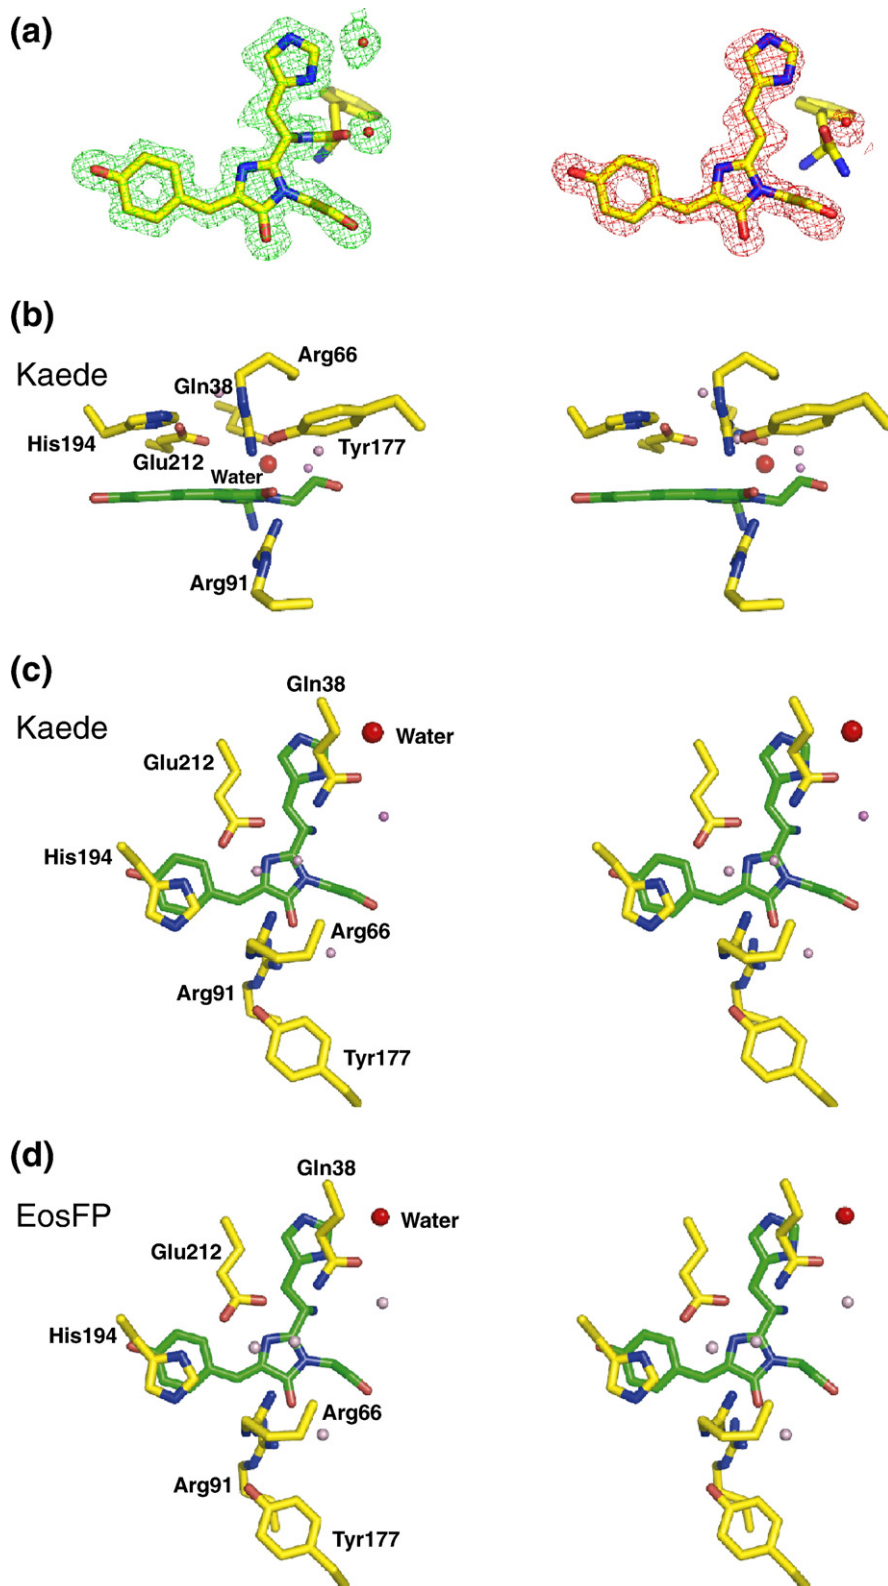 (a)
(b)
Kaede
Arg66
Gln38
His194
Glu212
Tyr177
Water
Arg91
(c)
Kaede
Gln38
Water
Glu212
His194
Arg66
Arg91
Tyr177
(d)
EosFP
Gln38
Water
Glu212
His194
Arg66
Arg91
Tyr177